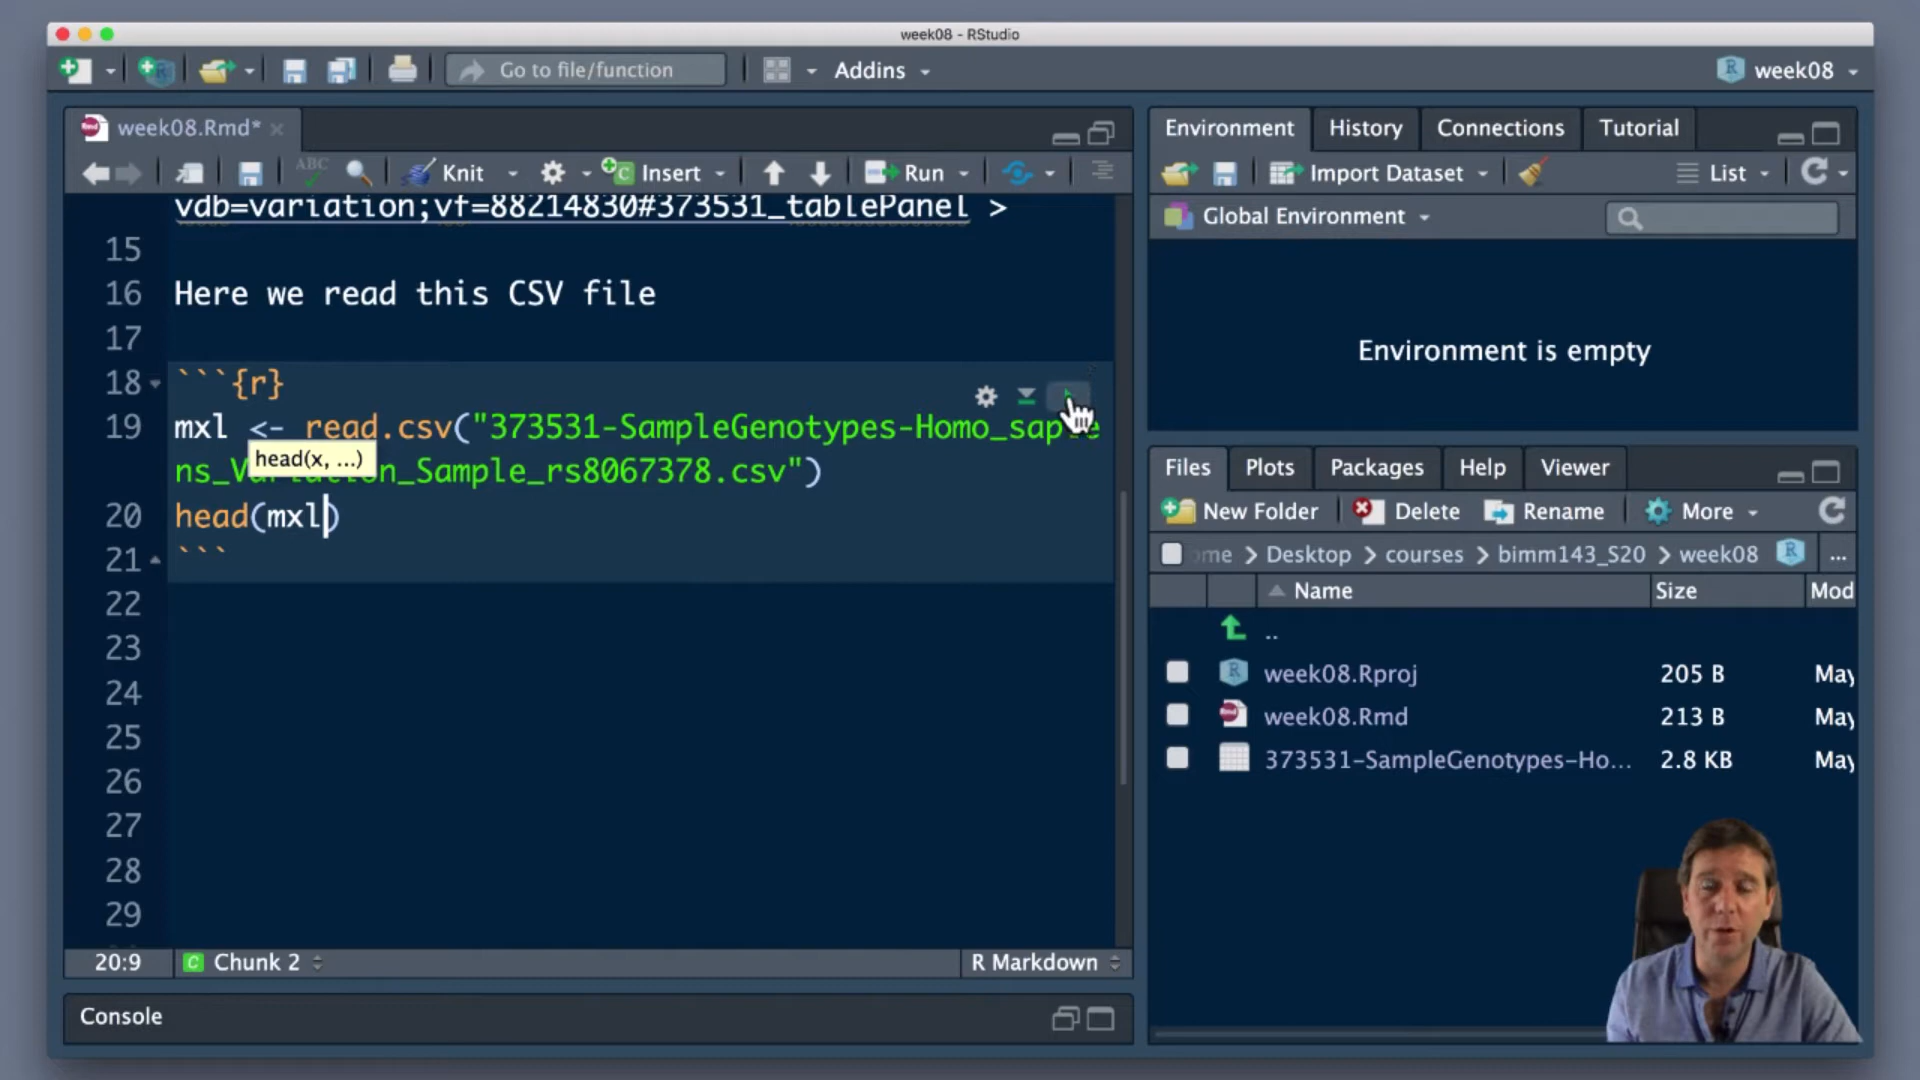 week08 - RStudio
Go to file/function
Addins
week08
week08.Rmd*
ABC
Knit
Insert
Run
vdb=variation;vf=88214830#373531_tablePanel >
15
16 Here we read this CSV file
17
18 ```{r}
19 mxl <- read.csv("373531-SampleGenotypes-Homo_sapie
ns_Variation_Sample_rs8067378.csv")
head(x, ...)
20 head(mxl)
21 ```
22
23
24
25
26
27
28
29
20:9 Chunk 2 R Markdown
Console
Environment History Connections Tutorial
Import Dataset List
Global Environment
Environment is empty
Files Plots Packages Help Viewer
New Folder Delete Rename More
me > Desktop > courses > bimm143_S20 > week08 ...
Name Size Mod
..
week08.Rproj 205 B May
week08.Rmd 213 B May
373531-SampleGenotypes-Ho... 2.8 KB May